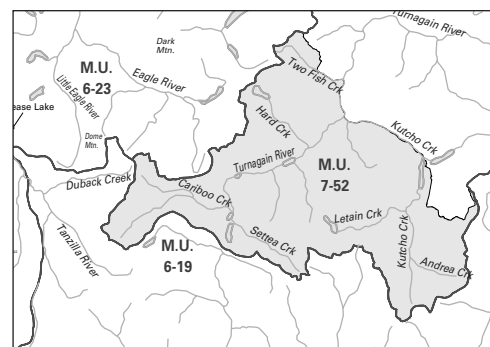 Dark
Mtn.
Turnagain River
M.U.
6-23
Eagle River
Two Fish Crk
Little Eagle River
ease Lake
Hard Crk
Kutcho Crk
Dome
Mtn.
Turnagain River
M.U.
7-52
Duback Creek
Cariboo Crk
Letain Crk
Tanzilla River
M.U.
6-19
Settea Crk
Kutcho Crk
Andrea Crk